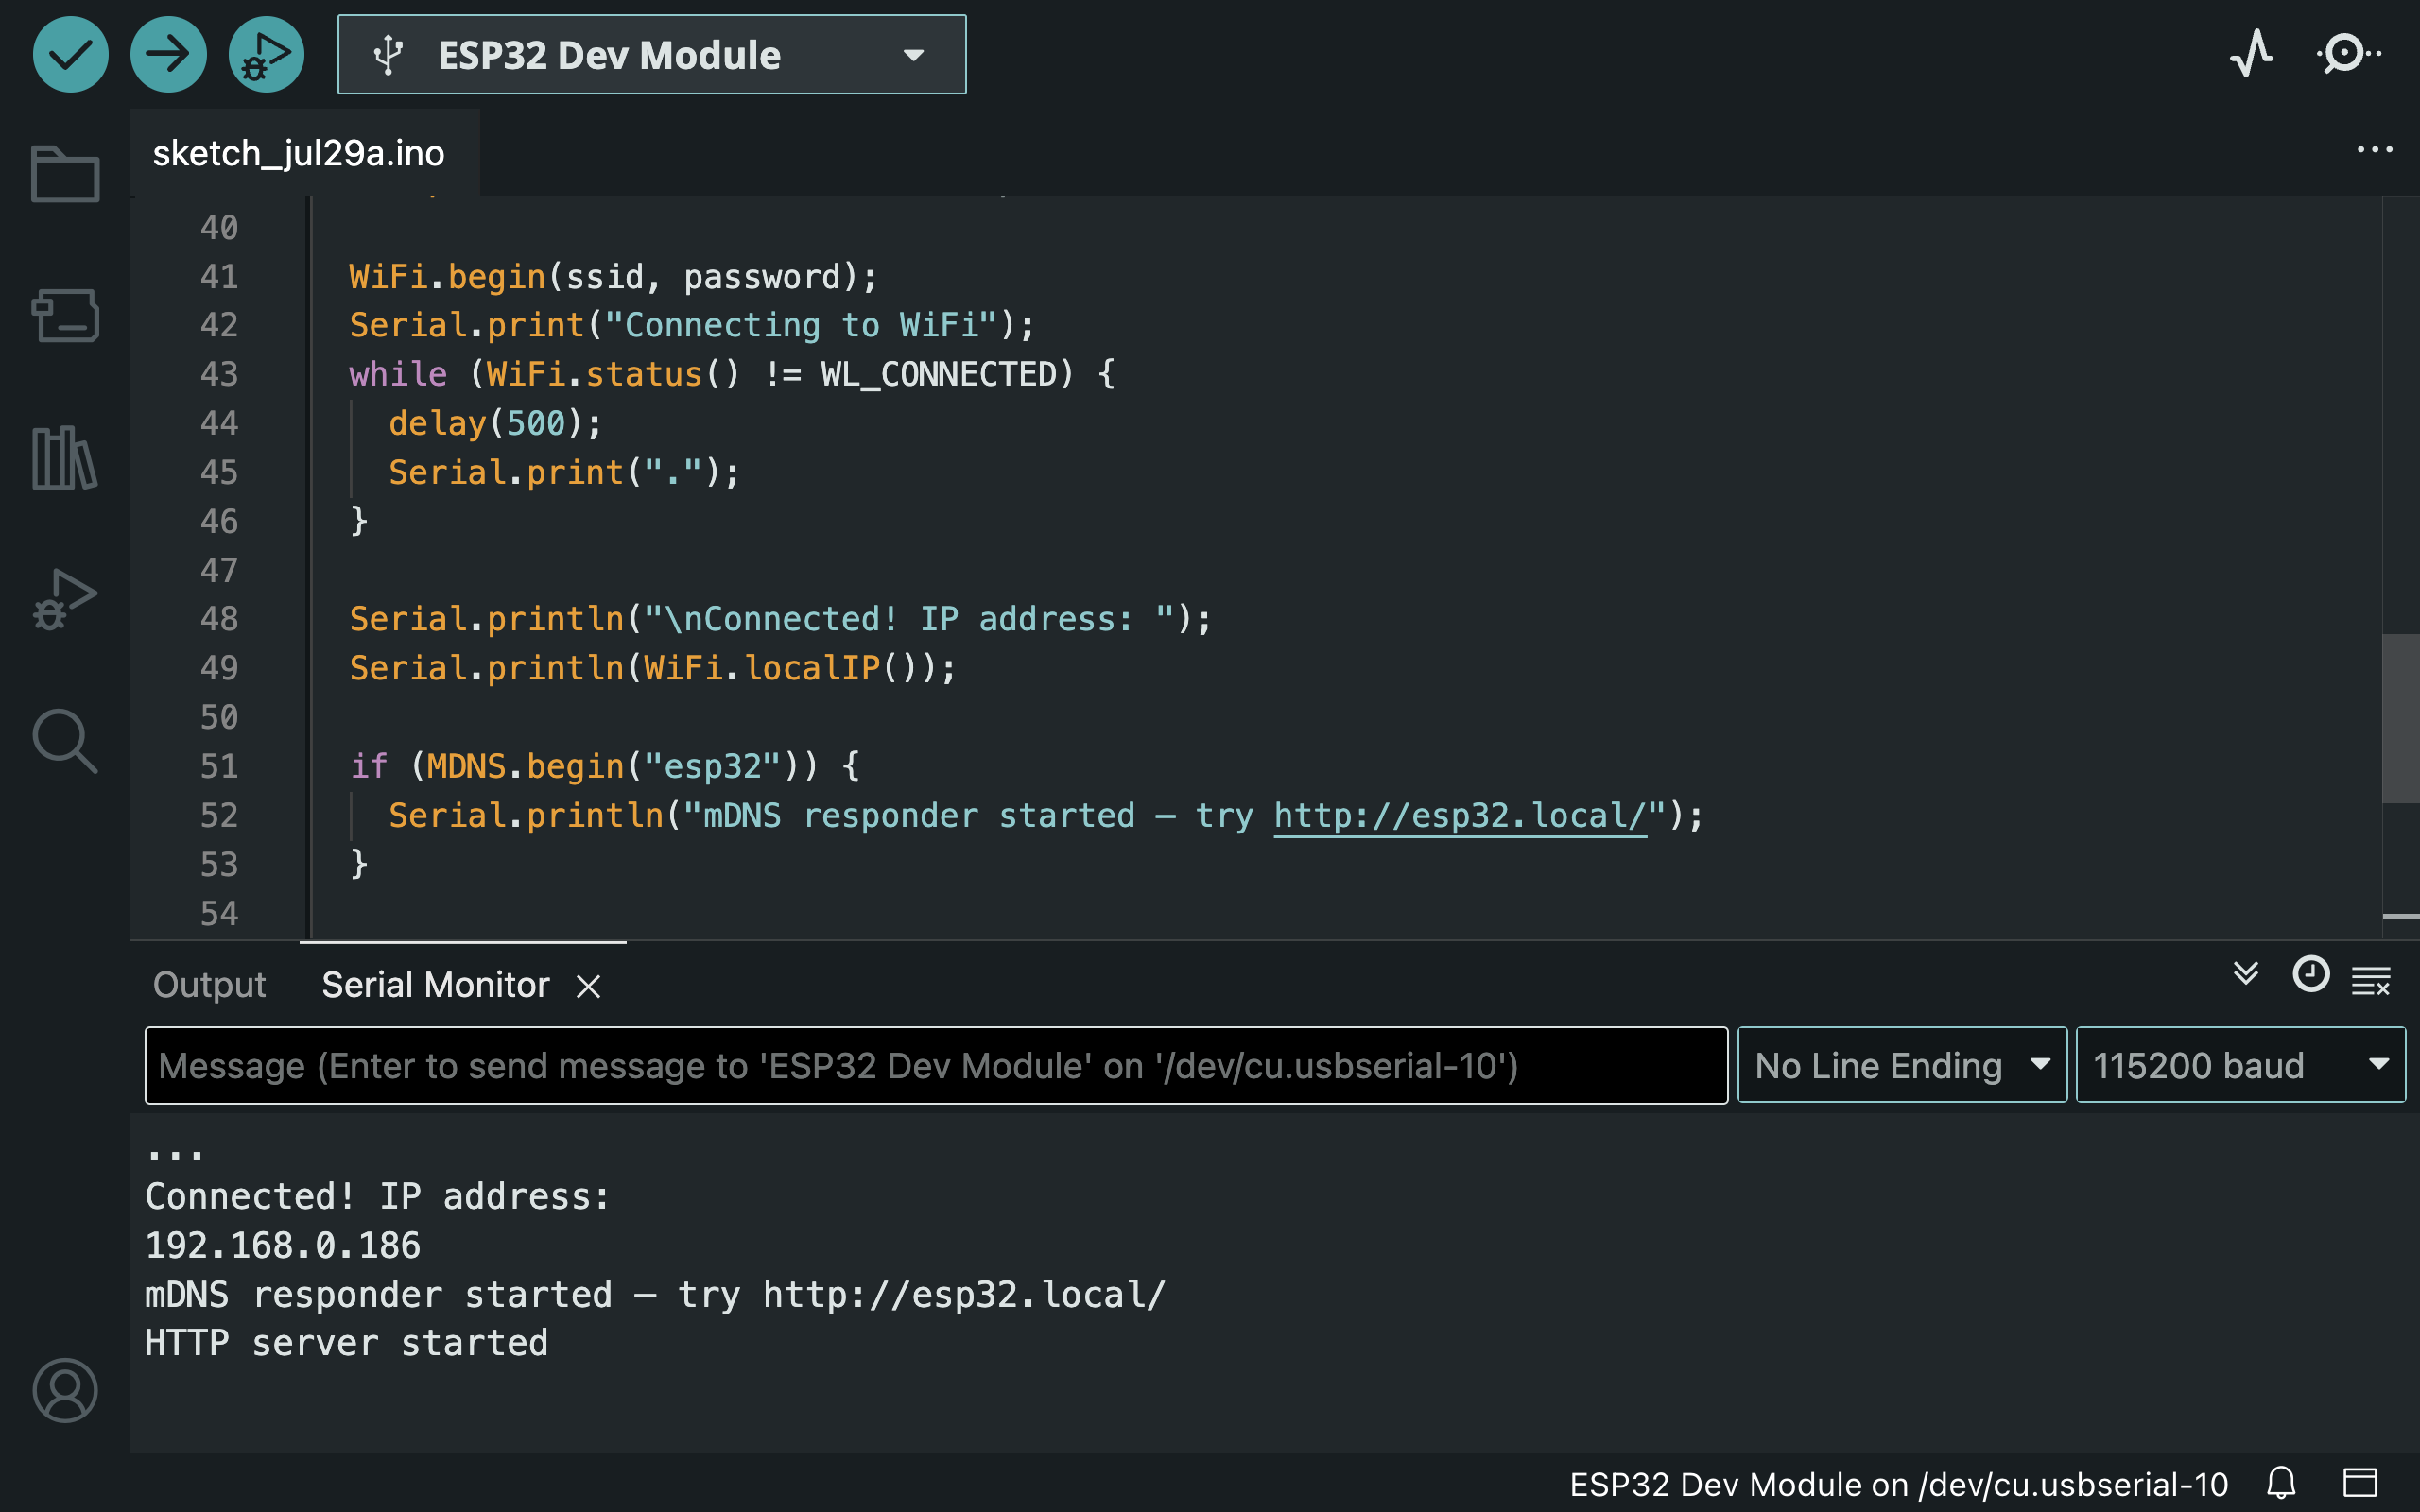 ESP32 Dev Module
sketch_jul29a.ino
40
41 WiFi.begin(ssid, password);
42 Serial.print("Connecting to WiFi");
43 while (WiFi.status() != WL_CONNECTED) {
44 delay(500);
45 Serial.print(".");
46 }
47
48 Serial.println("\nConnected! IP address: ");
49 Serial.println(WiFi.localIP());
50
51 if (MDNS.begin("esp32")) {
52 Serial.println("mDNS responder started — try http://esp32.local/");
53 }
54
Output Serial Monitor
Message (Enter to send message to 'ESP32 Dev Module' on '/dev/cu.usbserial-10') No Line Ending 115200 baud
...
Connected! IP address:
192.168.0.186
mDNS responder started — try http://esp32.local/
HTTP server started
ESP32 Dev Module on /dev/cu.usbserial-10